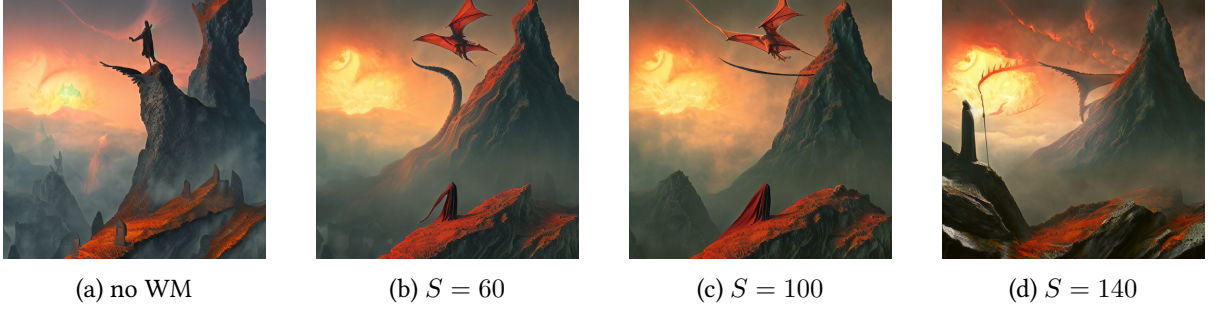 (a) no WM
(b) S = 60
(c) S = 100
(d) S = 140